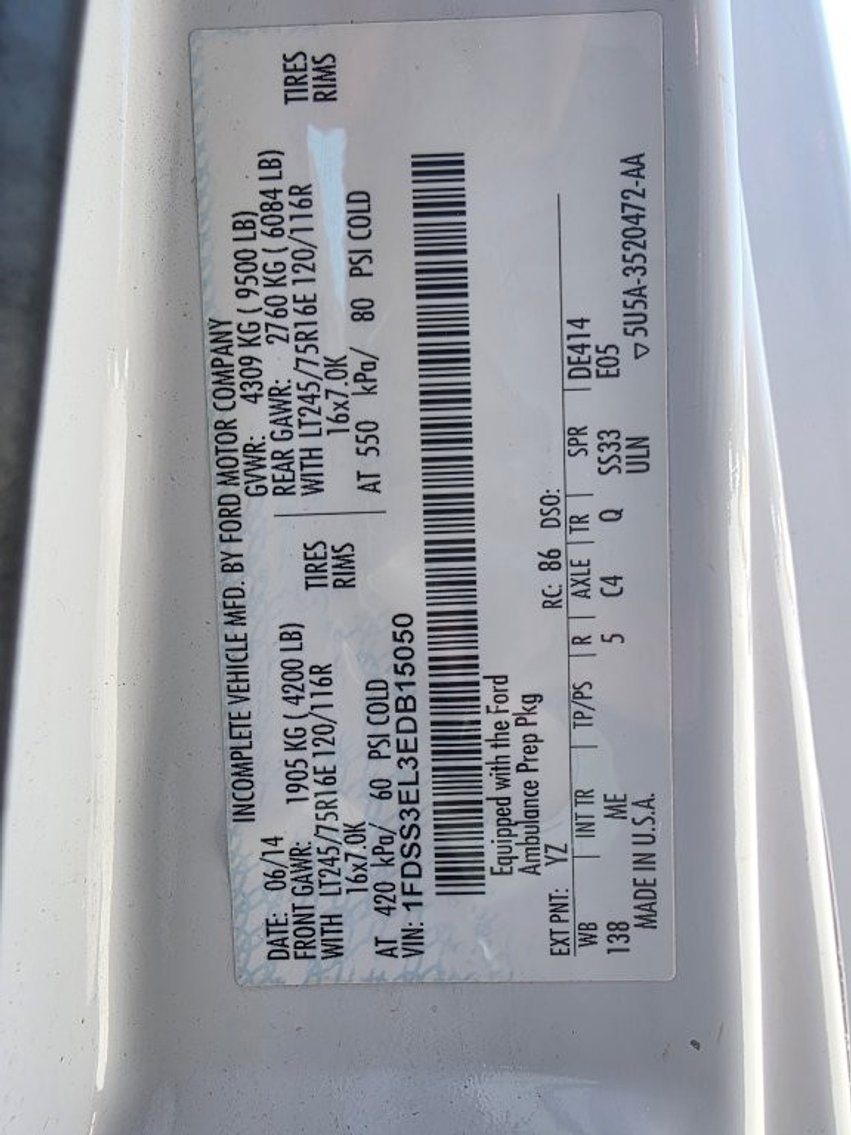 INCOMPLETE VEHICLE MFD. BY FORD MOTOR COMPANY
DATE: 06/14 GVWR: 4309 KG ( 9500 LB)
FRONT GAWR: 1905 KG ( 4200 LB) REAR GAWR: 2760 KG ( 6084 LB)
WITH LT245/75R16E 120/116R TIRES WITH LT245/75R16E 120/116R TIRES
16x7.0K RIMS 16x7.0K RIMS
AT 420 kPa/ 60 PSI COLD AT 550 kPa/ 80 PSI COLD
VIN: 1FDSS3EL3EDB15050
Equipped with the Ford
Ambulance Prep Pkg
EXT PNT: YZ RC: 86 DSO:
WB | INT TR | TP/PS | R | AXLE | TR | SPR | DE414
138 ME 5 C4 Q SS33 E05
MADE IN U.S.A. ULN ▽ 5U5A-3520472-AA